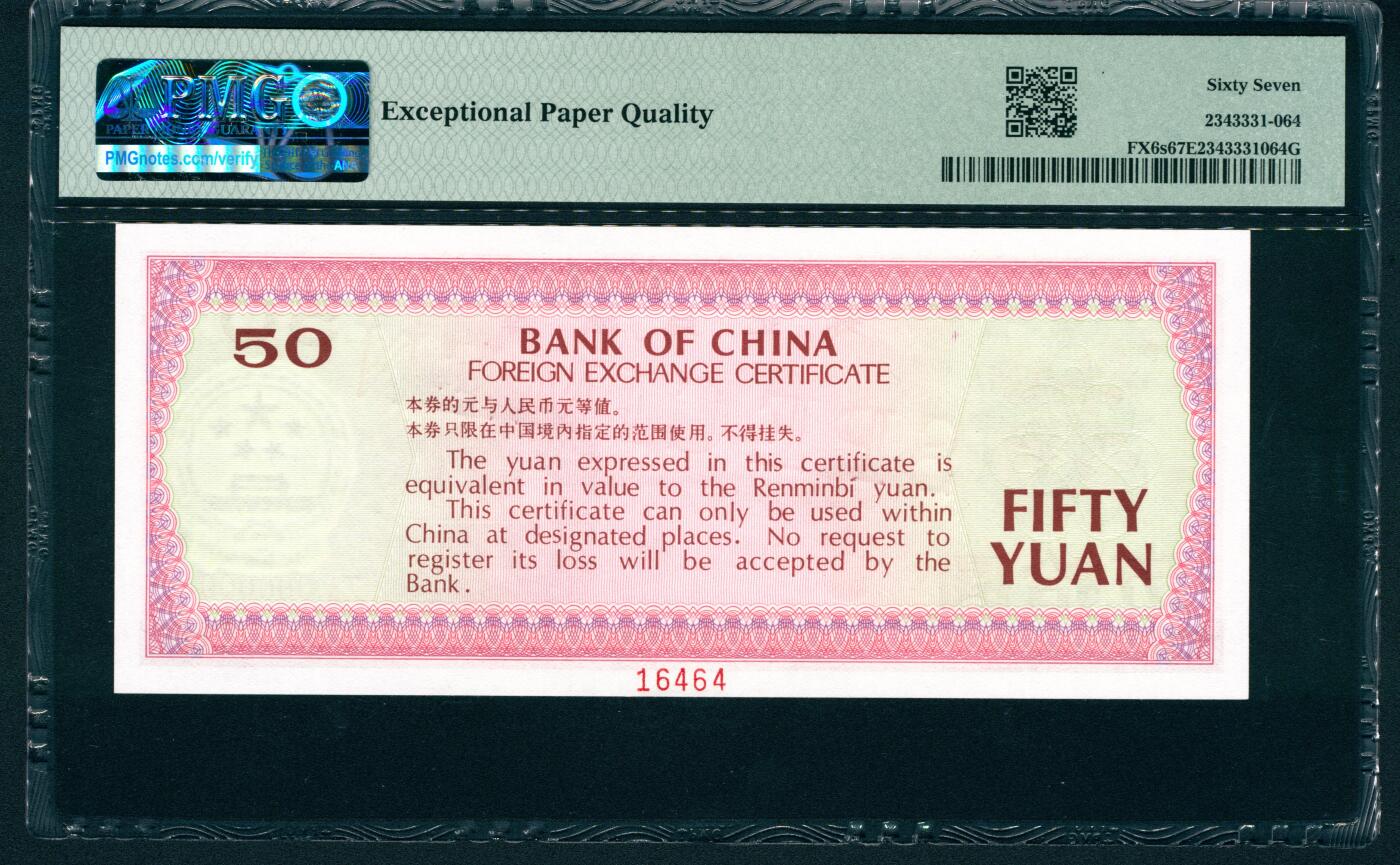 PMG
PMGnotes.com/verify
Exceptional Paper Quality
Sixty Seven
2343331-064
FX6s67E2343331064G
50
BANK OF CHINA
FOREIGN EXCHANGE CERTIFICATE
本券的元与人民币元等值。
本券只限在中国境内指定的范围使用。不得挂失。
The yuan expressed in this certificate is
equivalent in value to the Renminbi yuan.
This certificate can only be used within
China at designated places. No request to
register its loss will be accepted by the
Bank.
FIFTY
YUAN
16464